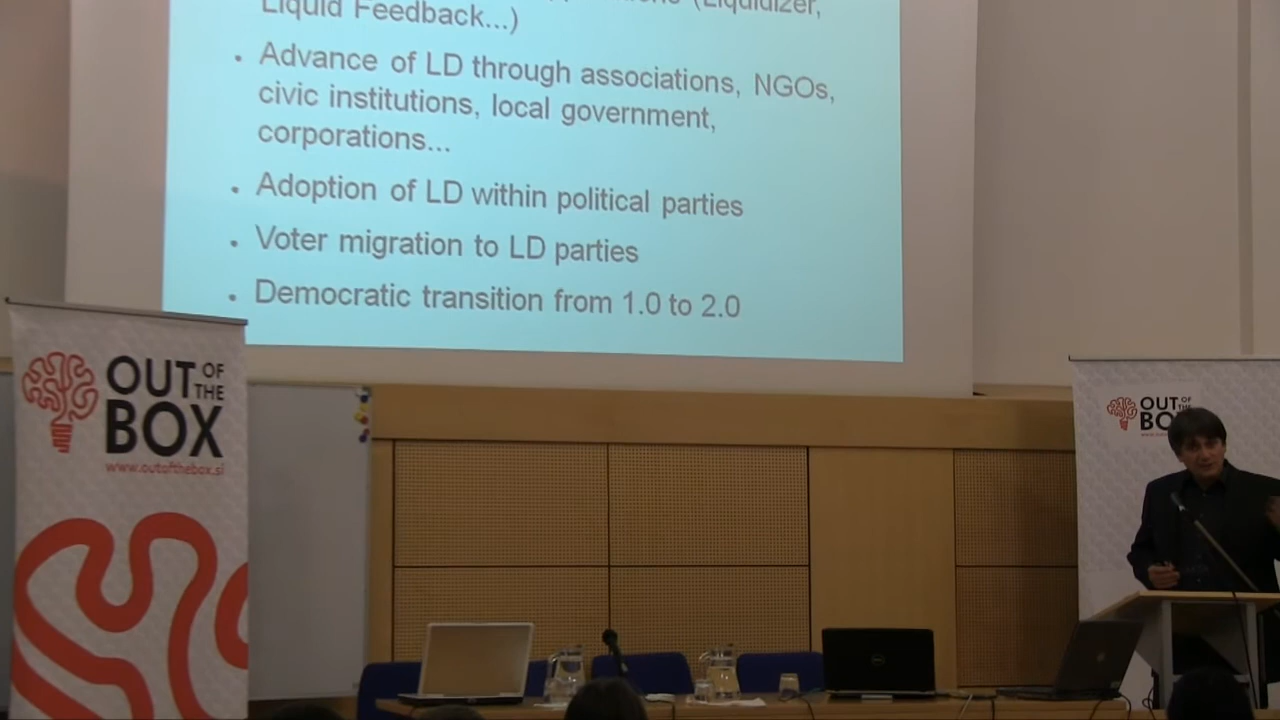 (Liquidizer,
Liquid Feedback...)
• Advance of LD through associations, NGOs,
civic institutions, local government,
corporations...
• Adoption of LD within political parties
• Voter migration to LD parties
• Democratic transition from 1.0 to 2.0
OUT OF
THE
BOX
www.outofthebox.si
OUT OF